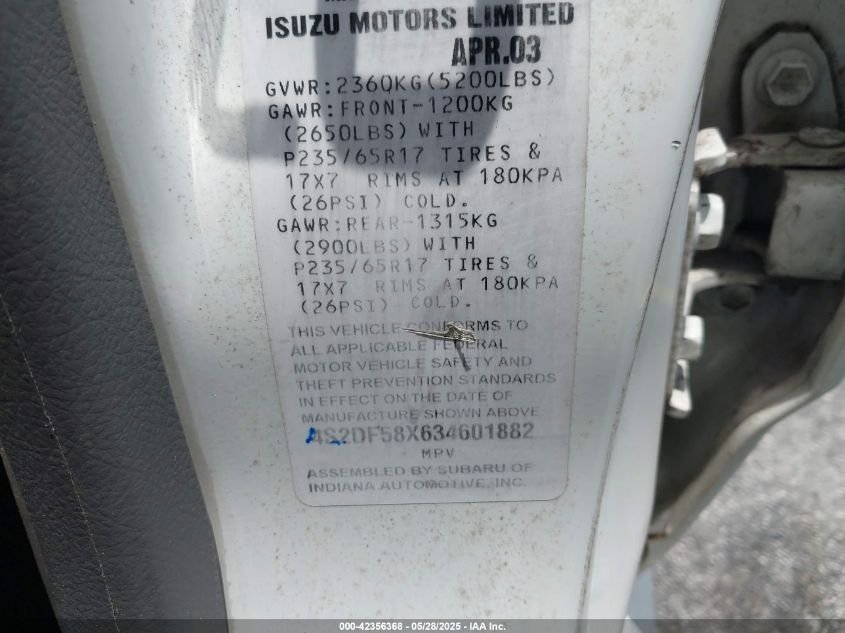 ISUZU MOTORS LIMITED
APR.03
GVWR:2360KG(5200LBS)
GAWR:FRONT-1200KG
(2650LBS) WITH
P235/65R17 TIRES &
17X7 RIMS AT 180KPA
(26PSI) COLD.
GAWR:REAR-1315KG
(2900LBS) WITH
P235/65R17 TIRES &
17X7 RIMS AT 180KPA
(26PSI) COLD.
THIS VEHICLE CONFORMS TO
ALL APPLICABLE FEDERAL
MOTOR VEHICLE SAFETY AND
THEFT PREVENTION STANDARDS
IN EFFECT ON THE DATE OF
MANUFACTURE SHOWN ABOVE
4S2DF58X634601882
MPV
ASSEMBLED BY SUBARU OF
INDIANA AUTOMOTIVE, INC.
000-42356368 - 05/28/2025 - IAA Inc.